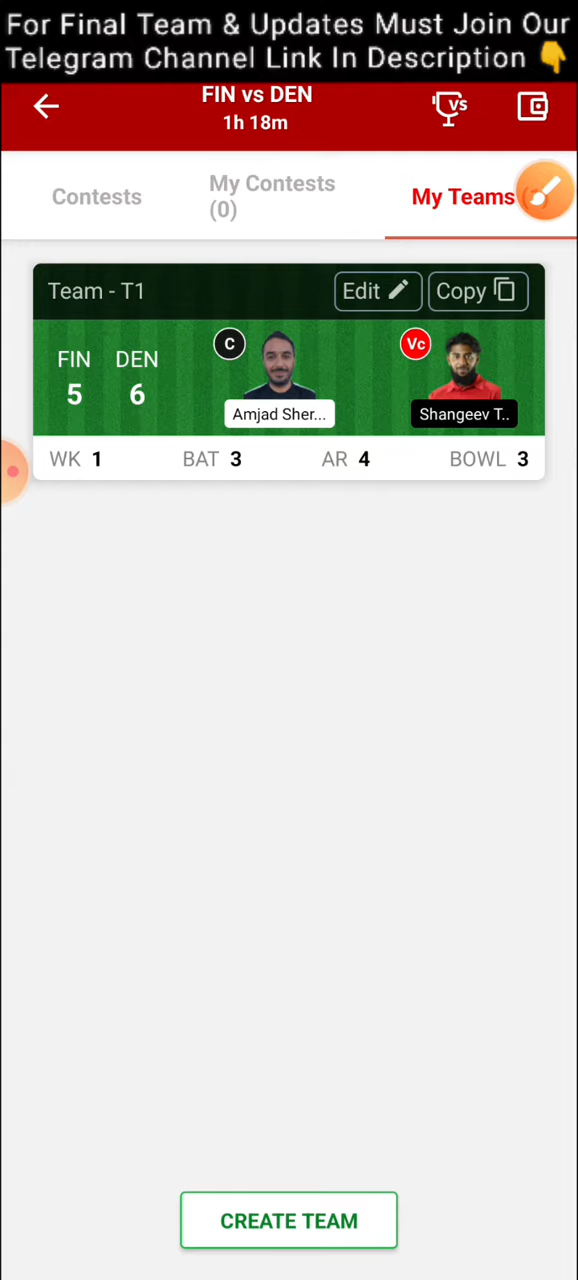 For Final Team & Updates Must Join Our
Telegram Channel Link In Description 👇
FIN vs DEN
1h 18m
VS
Contests
My Contests
(0)
My Teams
Team - T1
Edit
Copy
FIN
DEN
5
6
C
Amjad Sher...
Vc
Shangeev T..
WK 1
BAT 3
AR 4
BOWL 3
CREATE TEAM